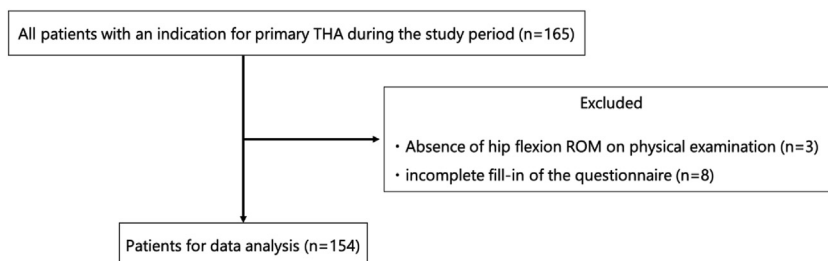 All patients with an indication for primary THA during the study period (n=165)
Excluded
・Absence of hip flexion ROM on physical examination (n=3)
・incomplete fill-in of the questionnaire (n=8)
Patients for data analysis (n=154)